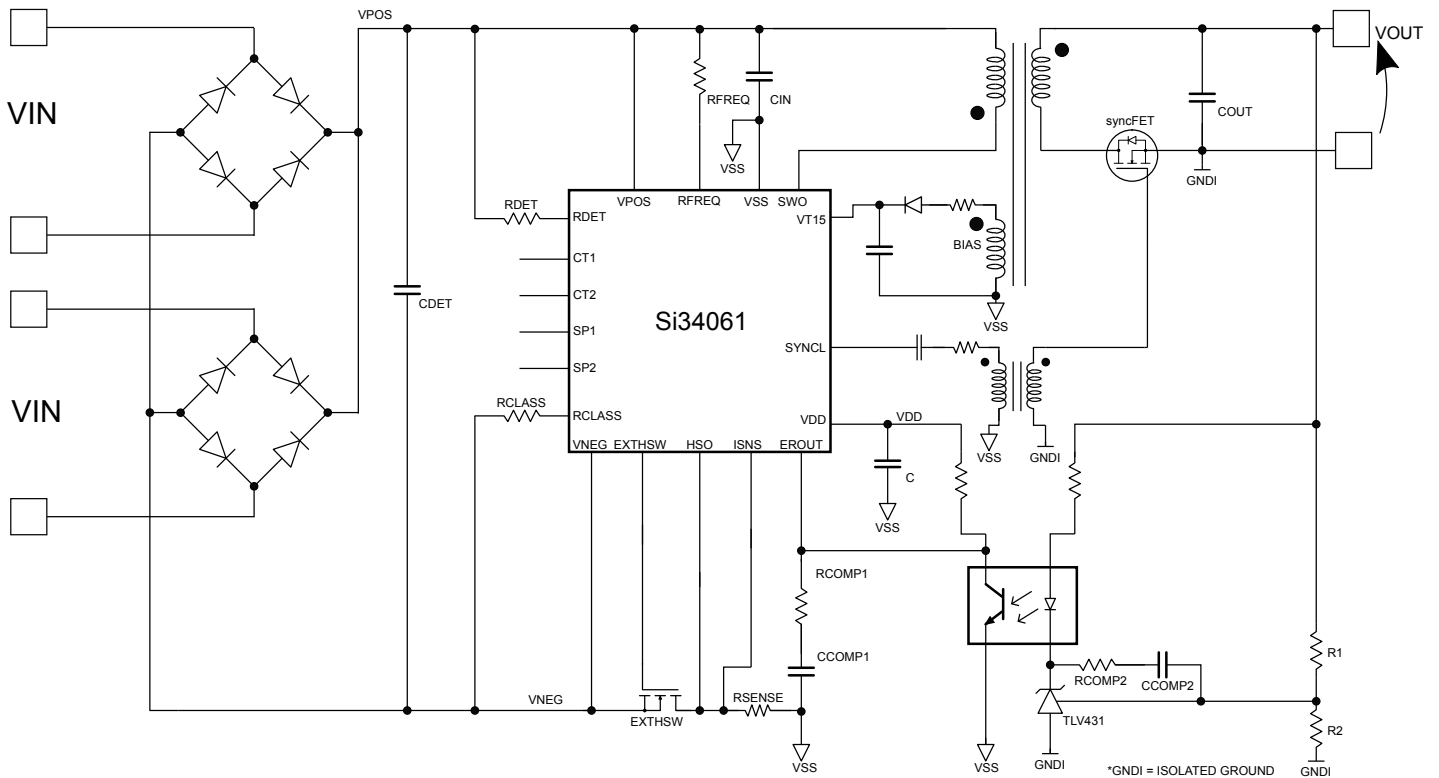 VPOS
VOUT
VIN
RFREQ
CIN
COUT
syncFET
VSS
GNDI
RDET
RDET
VPOS
RFREQ
VSS
SWO
VT15
BIAS
CT1
CT2
CDET
SP1
SP2
Si34061
VSS
SYNCL
VIN
RCLASS
RCLASS
VDD
VDD
VNEG
EXTHSW
HSO
ISNS
EROUT
VSS
GNDI
C
VSS
RCOMP1
CCOMP1
R1
RCOMP2
CCOMP2
VNEG
RSENSE
EXTHSW
TLV431
R2
VSS
VSS
GNDI
*GNDI = ISOLATED GROUND
GNDI